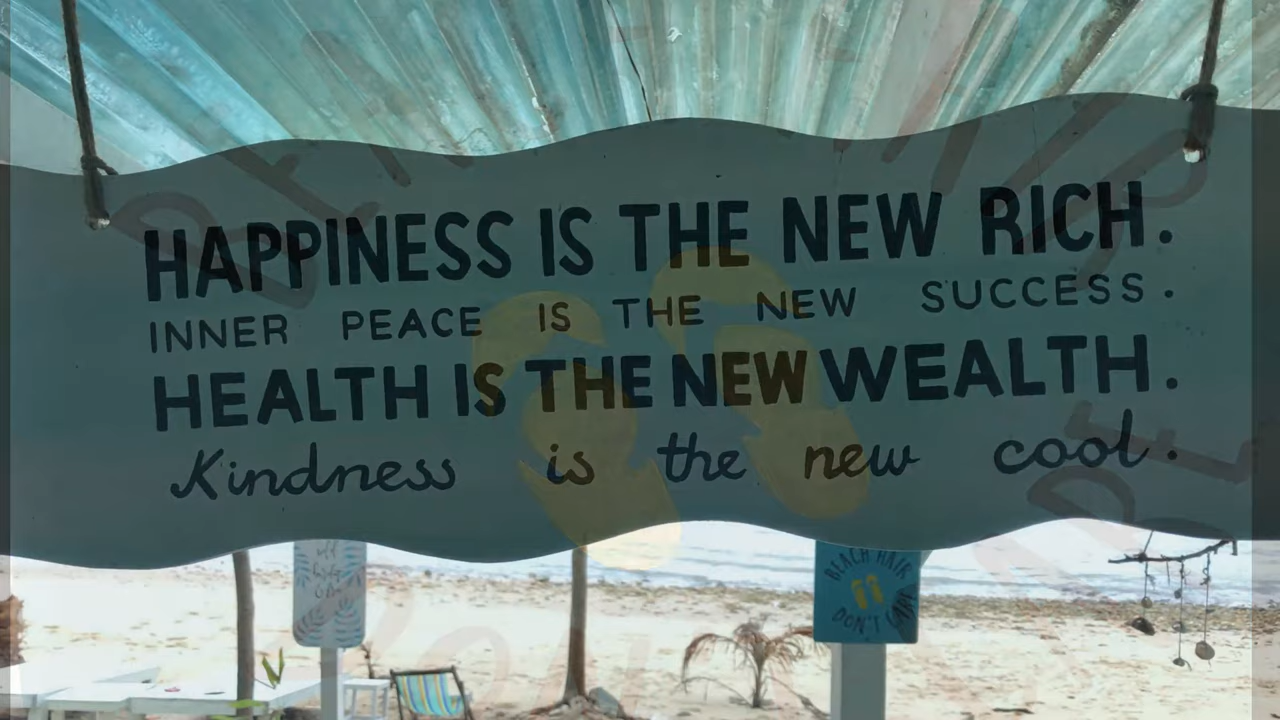 HAPPINESS IS THE NEW RICH.
INNER PEACE IS THE NEW SUCCESS.
HEALTH IS THE NEW WEALTH.
Kindness is the new cool.
BEACH HAIR
DON'T CARE